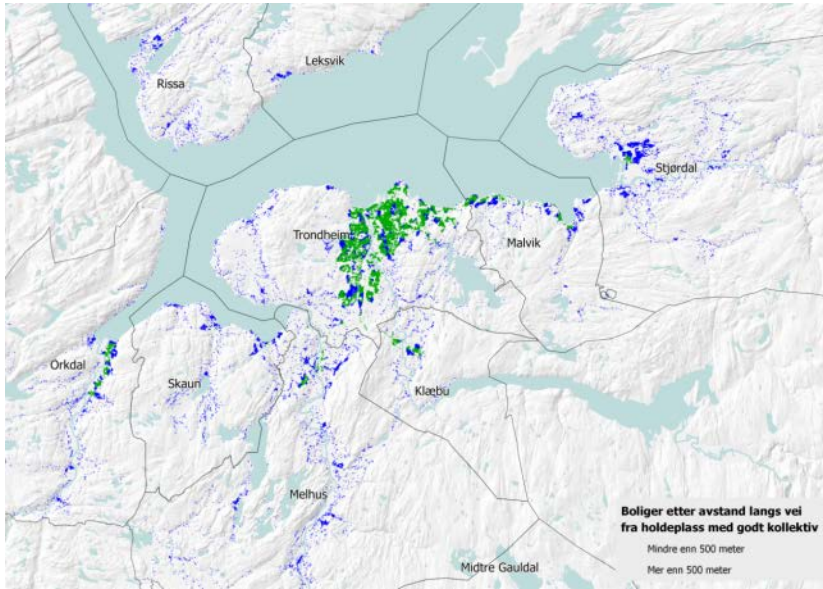 Leksvik
Rissa
Stjørdal
Trondheim
Malvik
Orkdal
Skaun
Klæbu
Melhus
Midtre Gauldal
Boliger etter avstand langs vei
fra holdeplass med godt kollektiv
Mindre enn 500 meter
Mer enn 500 meter